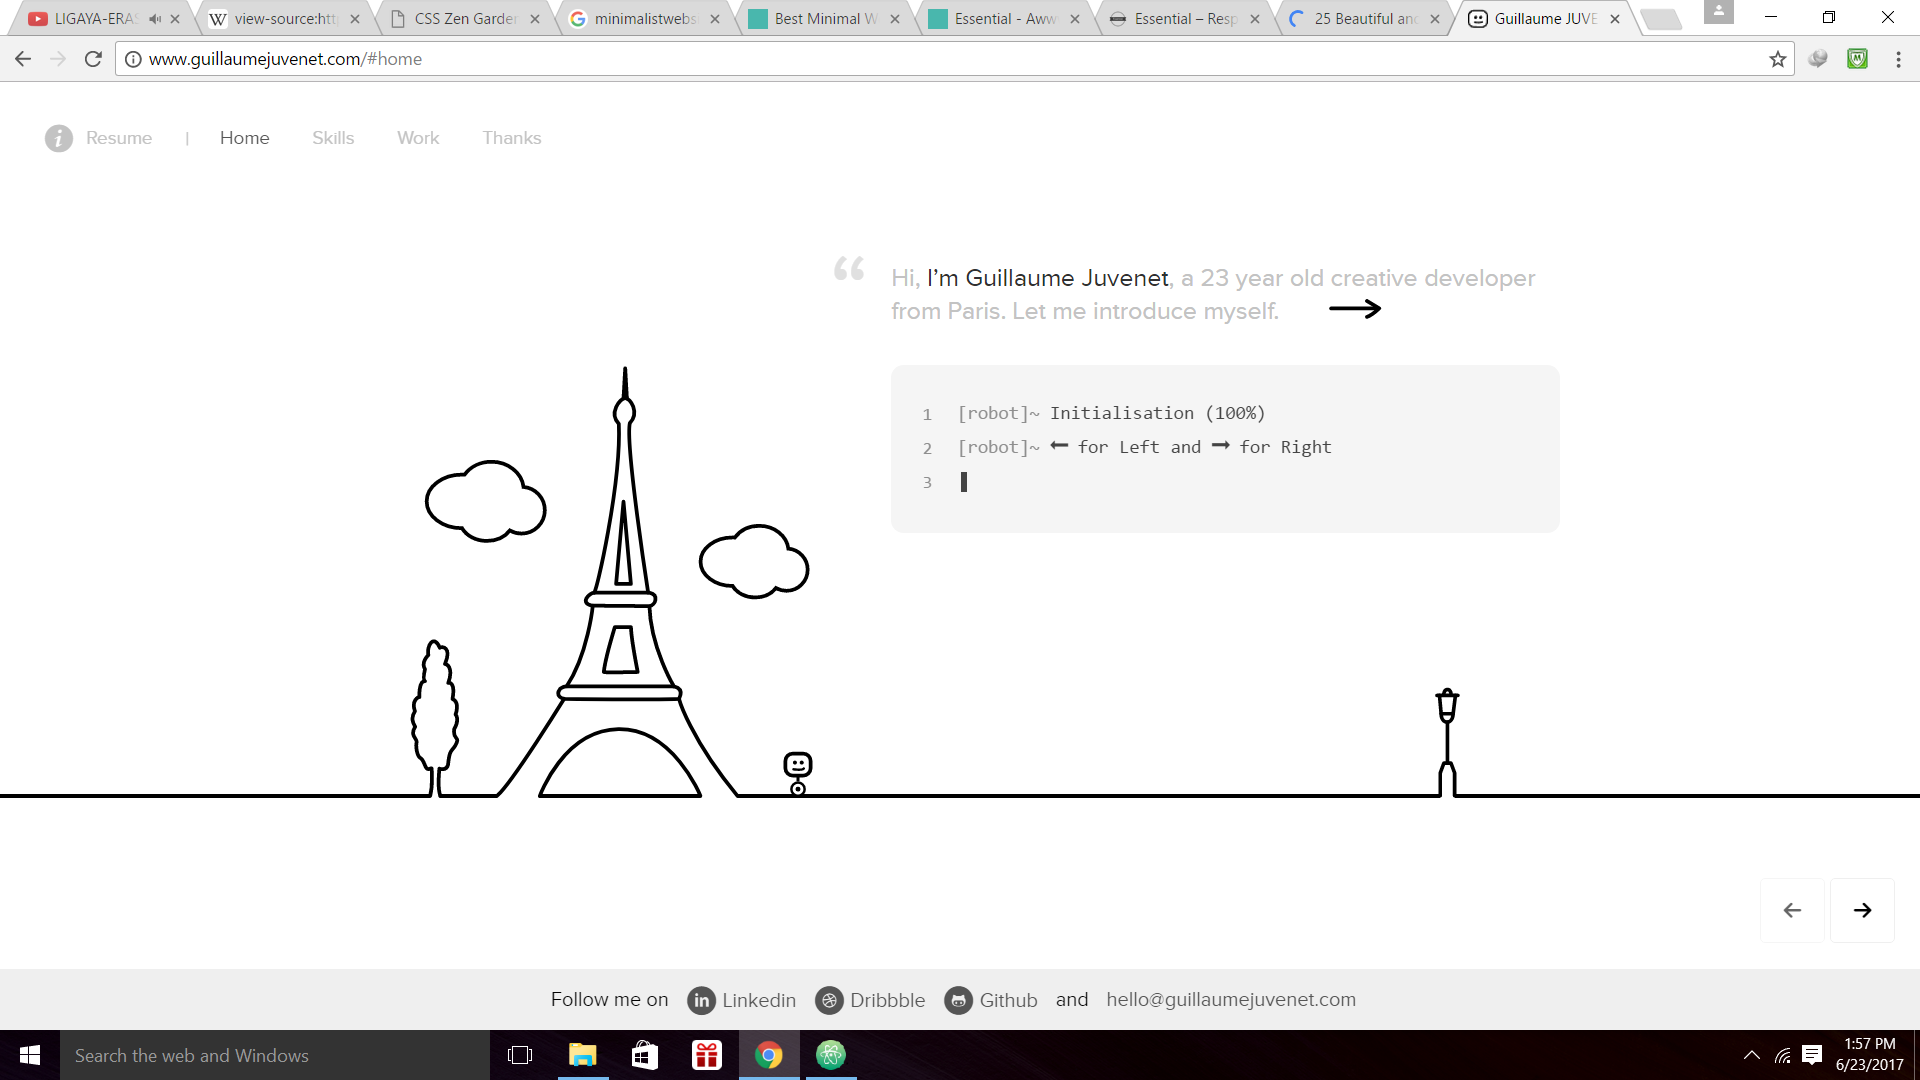 LIGAYA-ERAS
view-source:htt
CSS Zen Garden
minimalistwebs
Best Minimal W
Essential - Aww
Essential – Resp
25 Beautiful and
Guillaume JUVE
www.guillaumejuvenet.com/#home
Resume | Home Skills Work Thanks
“ Hi, I’m Guillaume Juvenet, a 23 year old creative developer
from Paris. Let me introduce myself. →
1 [robot]~ Initialisation (100%)
2 [robot]~ ← for Left and → for Right
3
Follow me on Linkedin Dribbble Github and hello@guillaumejuvenet.com
Search the web and Windows
1:57 PM
6/23/2017